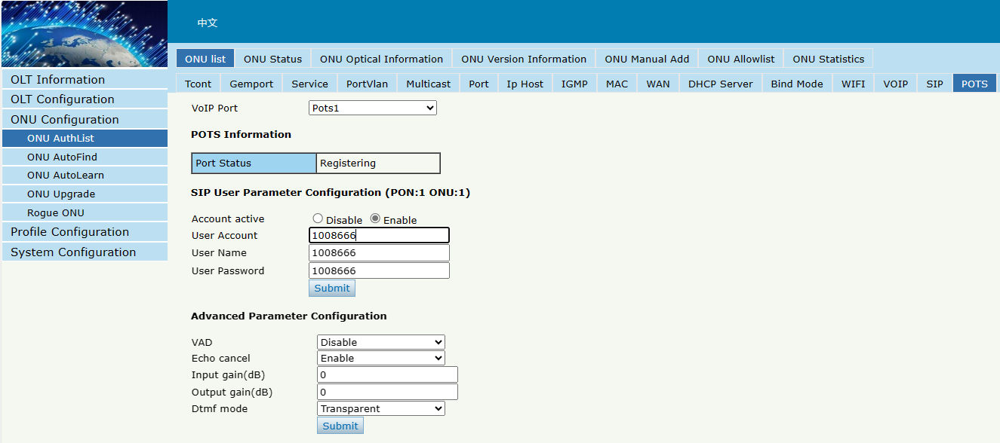 中文
ONU list ONU Status ONU Optical Information ONU Version Information ONU Manual Add ONU Allowlist ONU Statistics
Tcont Gemport Service PortVlan Multicast Port Ip Host IGMP MAC WAN DHCP Server Bind Mode WIFI VOIP SIP POTS
OLT Information
OLT Configuration
ONU Configuration
ONU AuthList
ONU AutoFind
ONU AutoLearn
ONU Upgrade
Rogue ONU
Profile Configuration
System Configuration
VoIP Port Pots1
POTS Information
Port Status Registering
SIP User Parameter Configuration (PON:1 ONU:1)
Account active Disable Enable
User Account 1008666
User Name 1008666
User Password 1008666
Submit
Advanced Parameter Configuration
VAD Disable
Echo cancel Enable
Input gain(dB) 0
Output gain(dB) 0
Dtmf mode Transparent
Submit